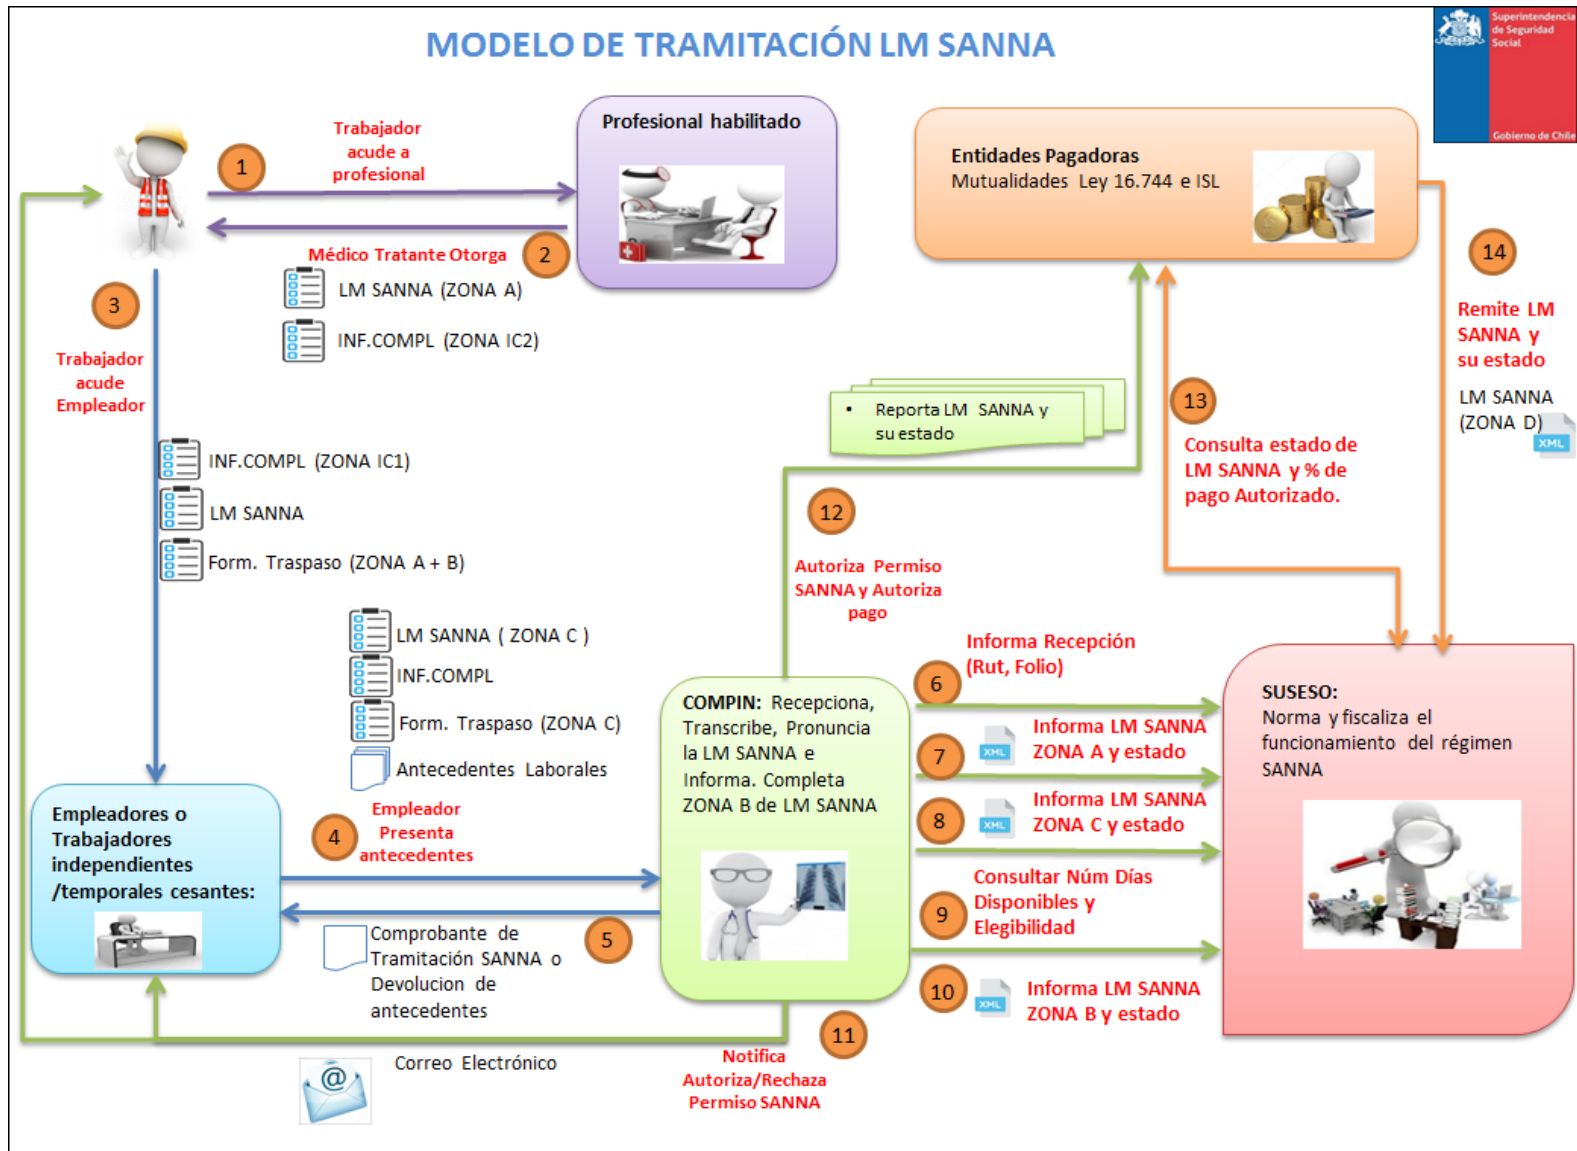 MODELO DE TRAMITACIÓN LM SANNA
Superintendencia
de Seguridad
Social
Gobierno de Chile
1
Trabajador
acude a
profesional
Profesional habilitado
Entidades Pagadoras
Mutualidades Ley 16.744 e ISL
2
Médico Tratante Otorga
LM SANNA (ZONA A)
INF.COMPL (ZONA IC2)
3
Trabajador
acude
Empleador
INF.COMPL (ZONA IC1)
LM SANNA
Form. Traspaso (ZONA A + B)
14
Remite LM
SANNA y
su estado
LM SANNA
(ZONA D)
XML
13
Consulta estado de
LM SANNA y % de
pago Autorizado.
• Reporta LM SANNA y
su estado
12
Autoriza Permiso
SANNA y Autoriza
pago
LM SANNA ( ZONA C )
INF.COMPL
Form. Traspaso (ZONA C)
Antecedentes Laborales
4
Empleador
Presenta
antecedentes
Empleadores o
Trabajadores
independientes
/temporales cesantes:
5
Comprobante de
Tramitación SANNA o
Devolucion de
antecedentes
COMPIN: Recepciona,
Transcribe, Pronuncia
la LM SANNA e
Informa. Completa
ZONA B de LM SANNA
6
Informa Recepción
(Rut, Folio)
7
XML
Informa LM SANNA
ZONA A y estado
8
XML
Informa LM SANNA
ZONA C y estado
9
Consultar Núm Días
Disponibles y
Elegibilidad
10
XML
Informa LM SANNA
ZONA B y estado
SUSESO:
Norma y fiscaliza el
funcionamiento del régimen
SANNA
11
Notifica
Autoriza/Rechaza
Permiso SANNA
@
Correo Electrónico